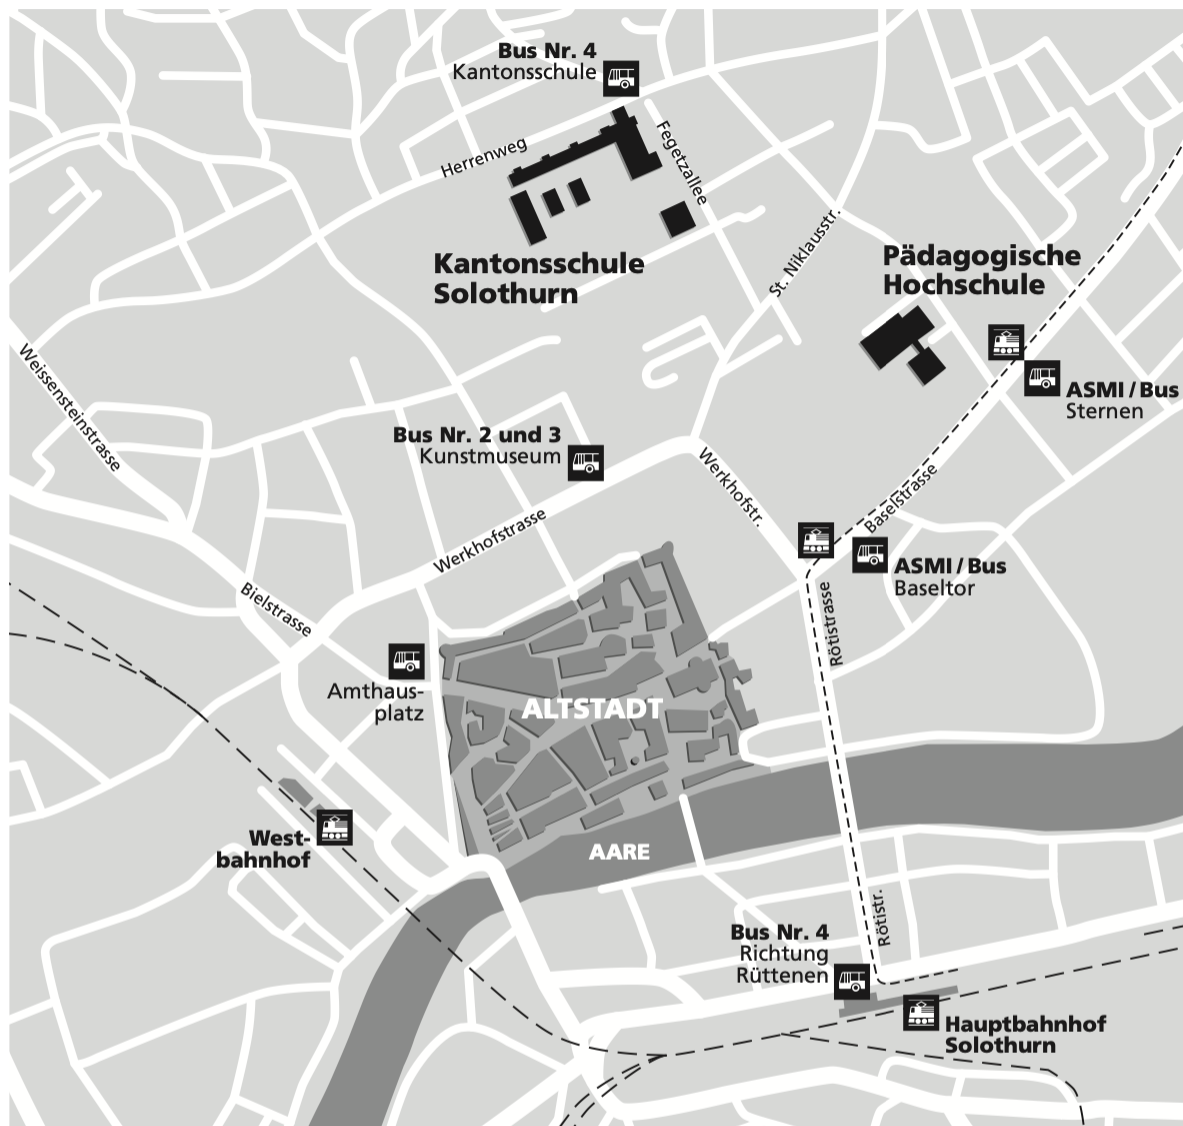 Bus Nr. 4
Kantonsschule
Herrenweg
Fegetzallee
Kantonsschule
Solothurn
St. Niklausstr.
Pädagogische
Hochschule
ASMI / Bus
Sternen
Weissensteinstrasse
Bus Nr. 2 und 3
Kunstmuseum
Werkhofstr.
Baselstrasse
Werkhofstrasse
ASMI / Bus
Baseltor
Bielstrasse
Rötistrasse
Amthaus-
platz
ALTSTADT
West-
bahnhof
AARE
Rötistr.
Bus Nr. 4
Richtung
Rüttenen
Hauptbahnhof
Solothurn